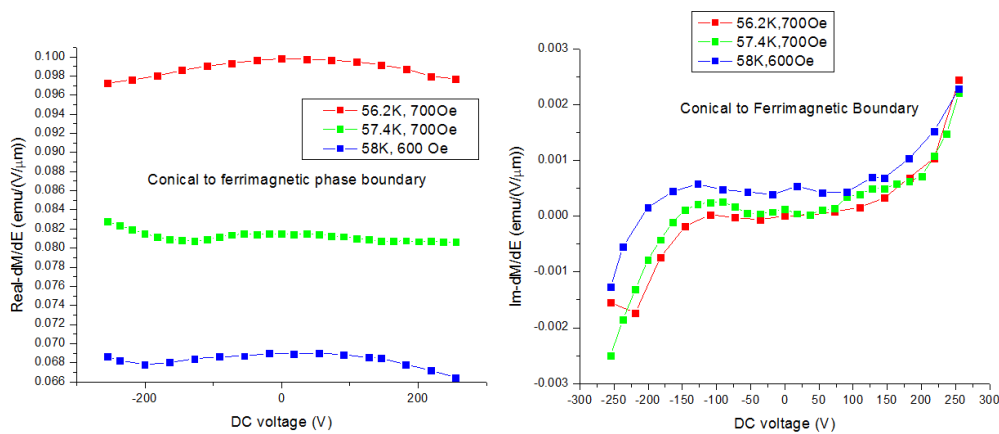 0.100
0.098
0.096
0.094
0.092
0.090
0.088
0.086
0.084
0.082
0.080
0.078
0.076
0.074
0.072
0.070
0.068
0.066
Real-dM/dE (emu/(V/μm))
56.2K, 700Oe
57.4K, 700Oe
58K, 600 Oe
Conical to ferrimagnetic phase boundary
-200 0 200
DC voltage (V)
56.2K,700Oe
57.4K,700Oe
58K,600Oe
0.003
0.002
0.001
0.000
-0.001
-0.002
-0.003
Im-dM/dE (emu/(V/μm))
Conical to Ferrimagnetic Boundary
-300 -250 -200 -150 -100 -50 0 50 100 150 200 250 300
DC voltage (V)